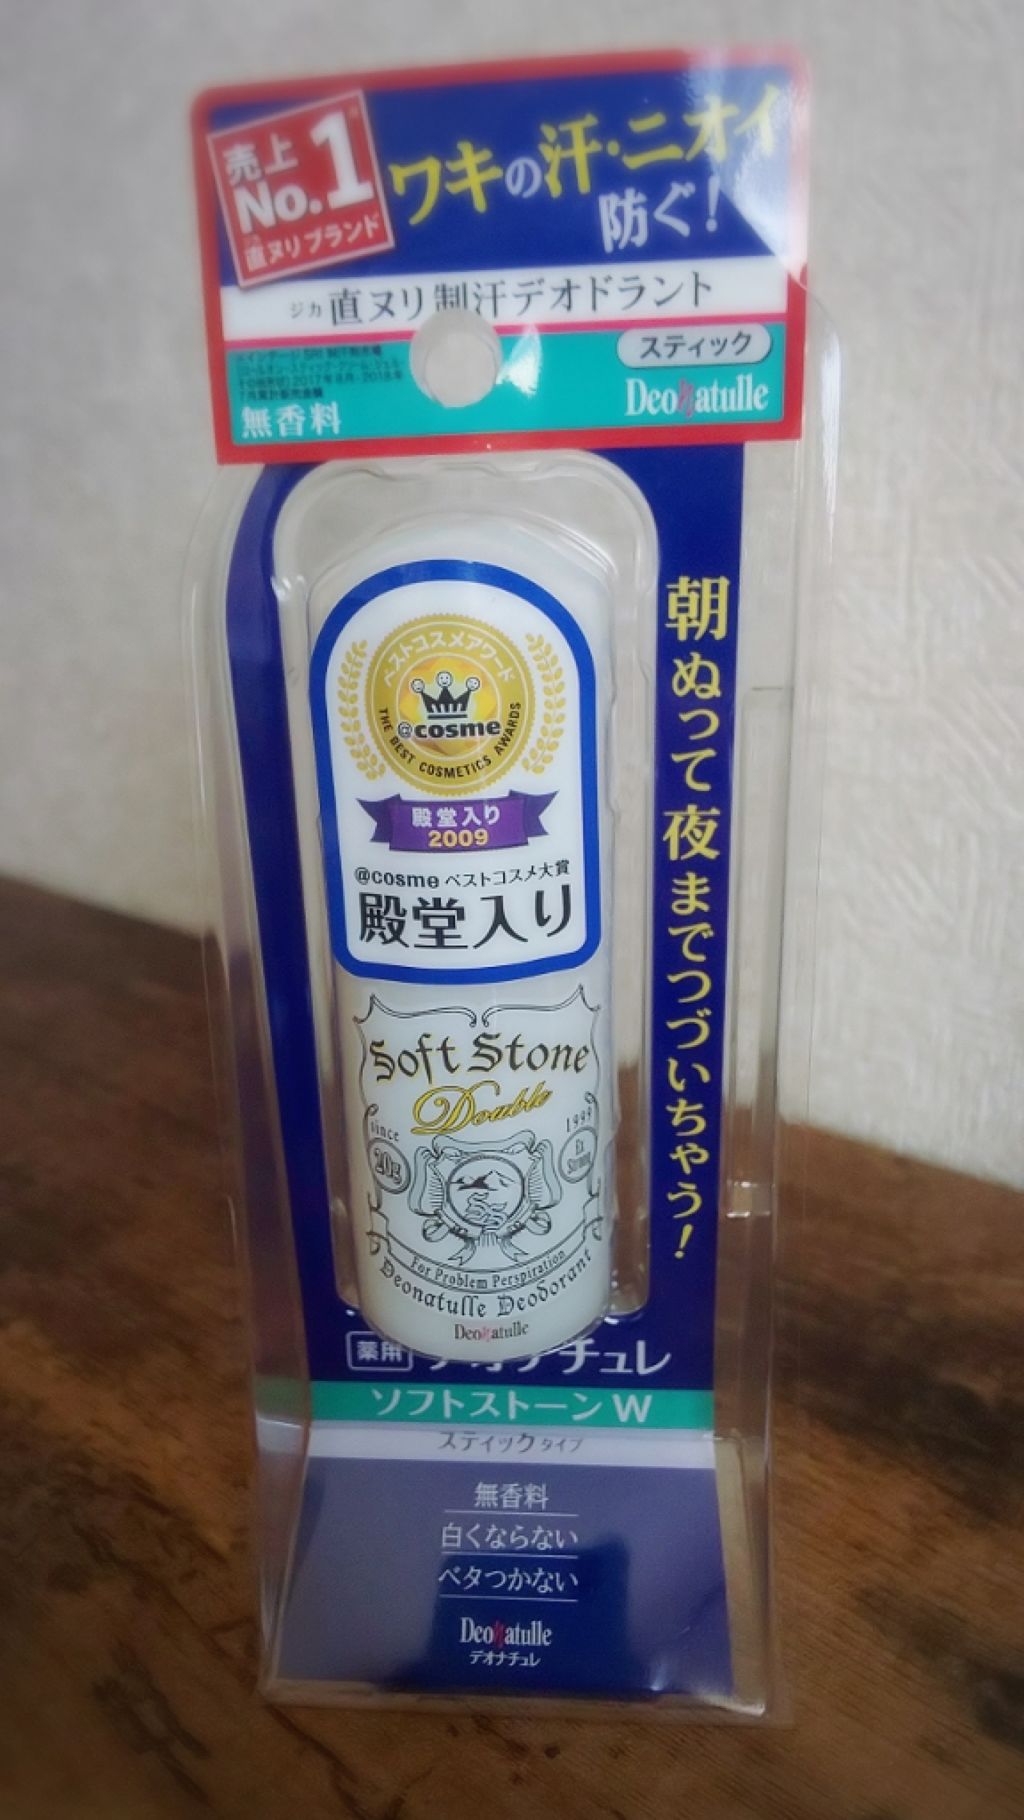 売上
No.1
直ヌリブランド
ワキの汗・ニオイ
防ぐ!
ジカ
直ヌリ制汗デオドラント
スティック
Deonatulle
無香料
朝ぬって夜までつづいちゃう!
ベストコスメアワード
@cosme
THE BEST COSMETICS AWARDS
殿堂入り
2009
@cosme ベストコスメ大賞
殿堂入り
Soft Stone
Double
since
1999
20g
Ex
Strong
SS
For Problem Perspiration
Deonatulle Deodorant
Deonatulle
薬用
チュレ
ソフトストーンW
スティックタイプ
無香料
白くならない
ベタつかない
Deonatulle
デオナチュレ